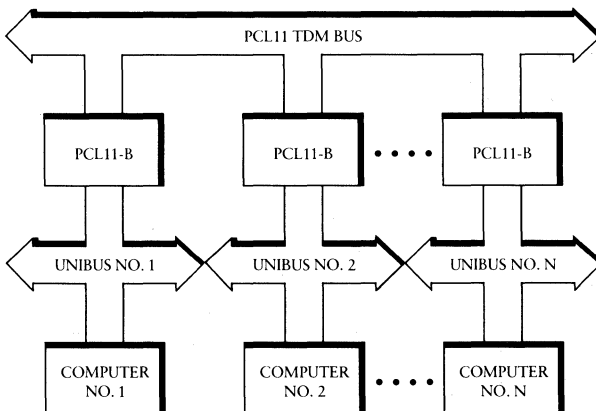 PCL11 TDM BUS
PCL11-B
PCL11-B
PCL11-B
UNIBUS NO. 1
UNIBUS NO. 2
UNIBUS NO. N
COMPUTER
NO. 1
COMPUTER
NO. 2
COMPUTER
NO. N